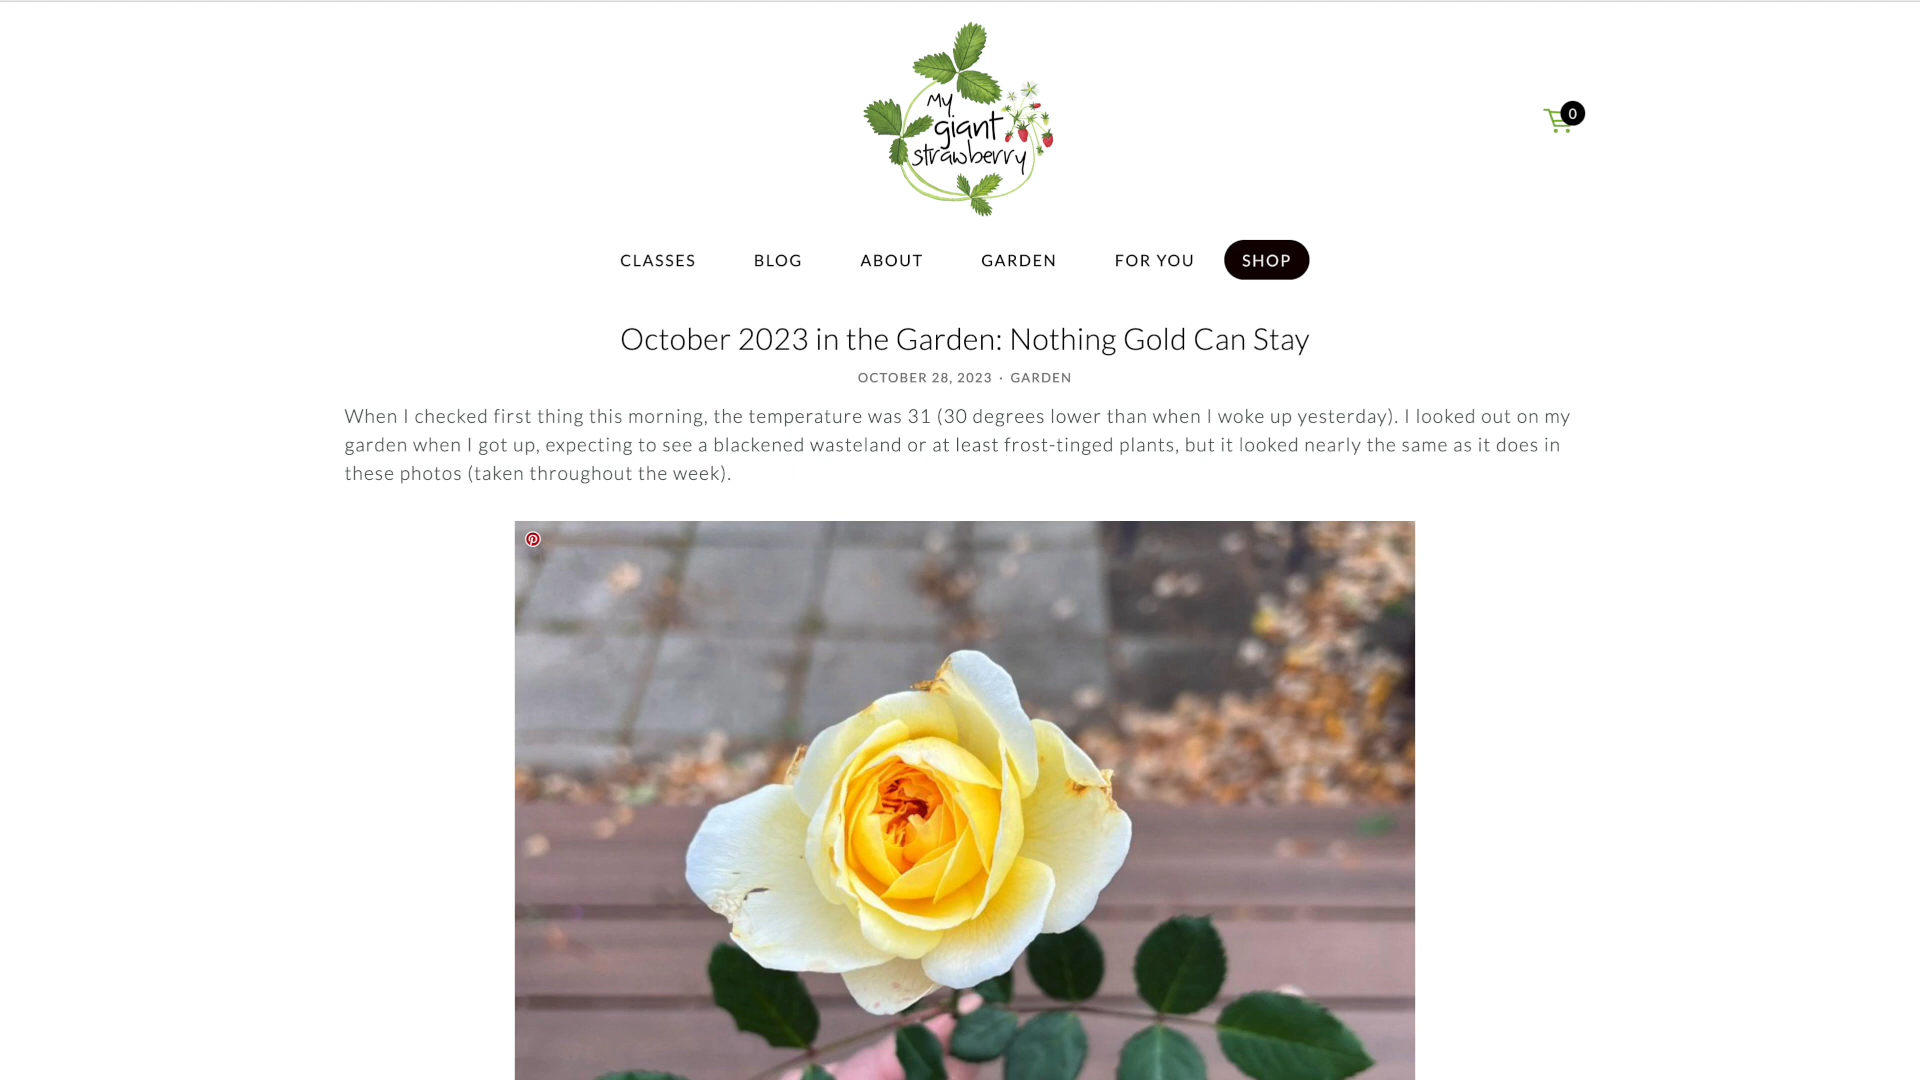 My
giant
strawberry
0
CLASSES BLOG ABOUT GARDEN FOR YOU SHOP
October 2023 in the Garden: Nothing Gold Can Stay
OCTOBER 28, 2023 · GARDEN
When I checked first thing this morning, the temperature was 31 (30 degrees lower than when I woke up yesterday). I looked out on my
garden when I got up, expecting to see a blackened wasteland or at least frost-tinged plants, but it looked nearly the same as it does in
these photos (taken throughout the week).